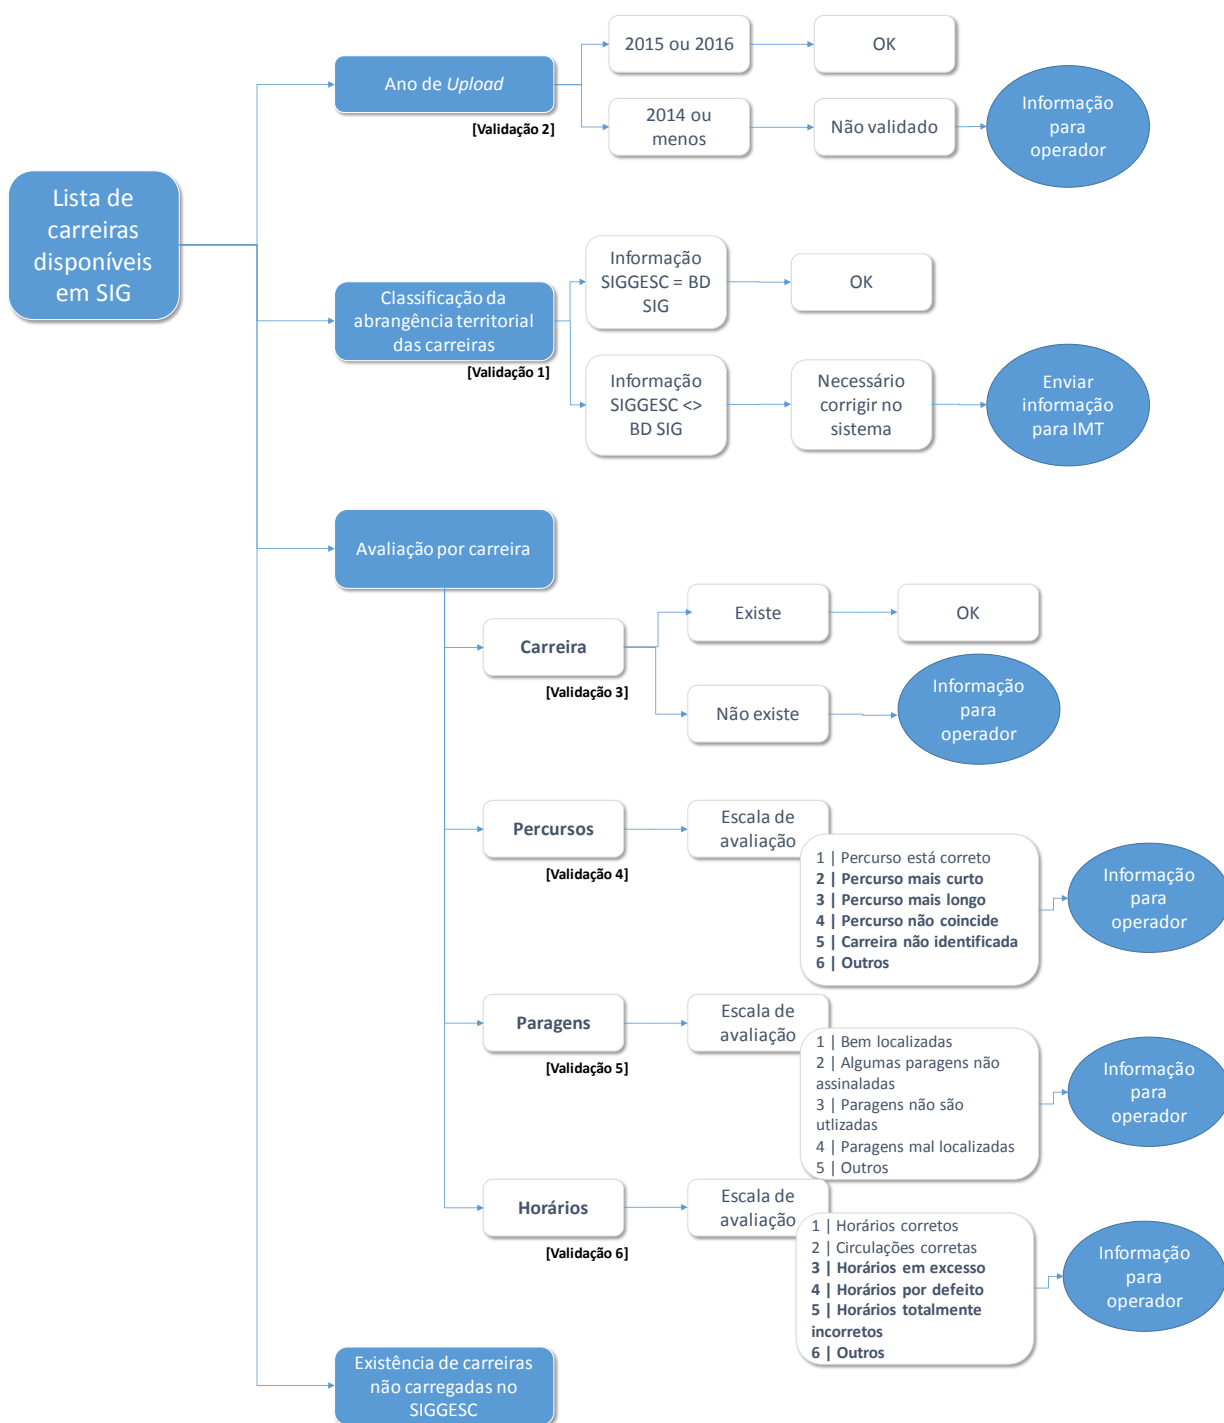 Lista de
carreiras
disponíveis
em SIG
Ano de Upload
[Validação 2]
2015 ou 2016
OK
2014 ou
menos
Não validado
Informação
para
operador
Classificação da
abrangência territorial
das carreiras
[Validação 1]
Informação
SIGGESC = BD
SIG
OK
Informação
SIGGESC <>
BD SIG
Necessário
corrigir no
sistema
Enviar
informação
para IMT
Avaliação por carreira
Carreira
[Validação 3]
Existe
OK
Não existe
Informação
para
operador
Percursos
[Validação 4]
Escala de
avaliação
1 | Percurso está correto
2 | Percurso mais curto
3 | Percurso mais longo
4 | Percurso não coincide
5 | Carreira não identificada
6 | Outros
Informação
para
operador
Paragens
[Validação 5]
Escala de
avaliação
1 | Bem localizadas
2 | Algumas paragens não
assinaladas
3 | Paragens não são
utlizadas
4 | Paragens mal localizadas
5 | Outros
Informação
para
operador
Horários
[Validação 6]
Escala de
avaliação
1 | Horários corretos
2 | Circulações corretas
3 | Horários em excesso
4 | Horários por defeito
5 | Horários totalmente
incorretos
6 | Outros
Informação
para
operador
Existência de carreiras
não carregadas no
SIGGESC